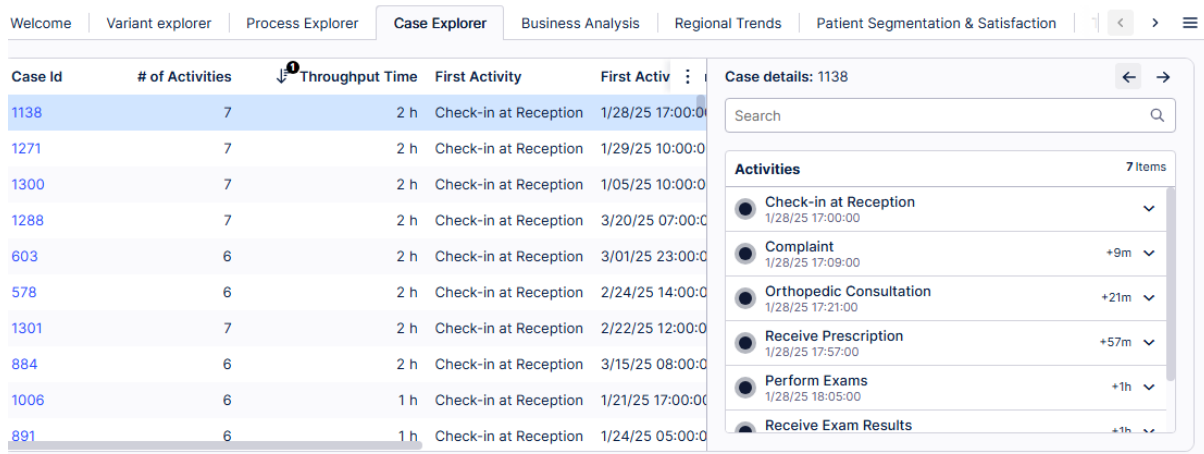 Welcome Variant explorer Process Explorer Case Explorer Business Analysis Regional Trends Patient Segmentation & Satisfaction
Case Id # of Activities 1 Throughput Time First Activity First Activ
1138 7 2 h Check-in at Reception 1/28/25 17:00:0
1271 7 2 h Check-in at Reception 1/29/25 10:00:0
1300 7 2 h Check-in at Reception 1/05/25 10:00:0
1288 7 2 h Check-in at Reception 3/20/25 07:00:0
603 6 2 h Check-in at Reception 3/01/25 23:00:0
578 6 2 h Check-in at Reception 2/24/25 14:00:0
1301 7 2 h Check-in at Reception 2/22/25 12:00:0
884 6 2 h Check-in at Reception 3/15/25 08:00:0
1006 6 1 h Check-in at Reception 1/21/25 17:00:0
891 6 1 h Check-in at Reception 1/24/25 05:00:0
Case details: 1138
Search
Activities 7 Items
Check-in at Reception
1/28/25 17:00:00
Complaint +9m
1/28/25 17:09:00
Orthopedic Consultation +21m
1/28/25 17:21:00
Receive Prescription +57m
1/28/25 17:57:00
Perform Exams +1h
1/28/25 18:05:00
Receive Exam Results +1h